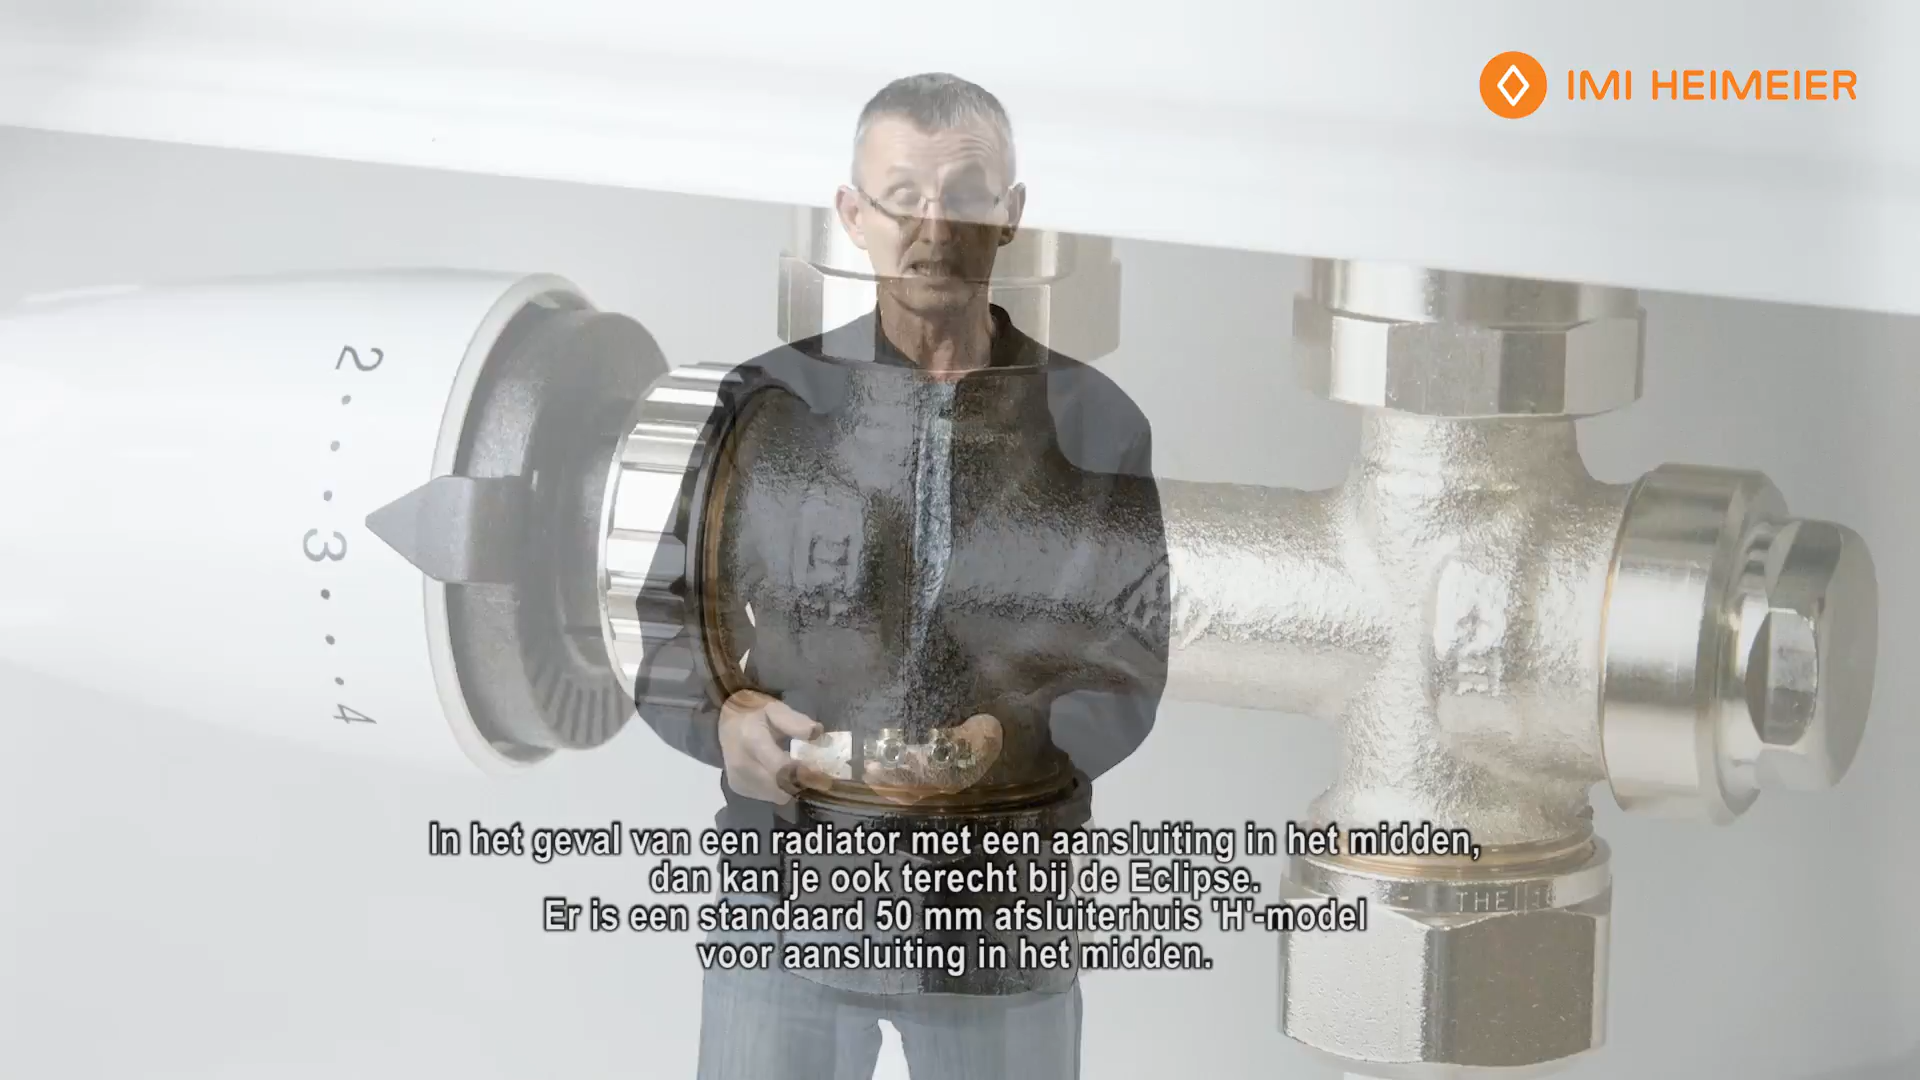 IMI HEIMEIER
2
3
4
In het geval van een radiator met een aansluiting in het midden,
dan kan je ook terecht bij de Eclipse.
Er is een standaard 50 mm afsluiterhuis 'H'-model
voor aansluiting in het midden.